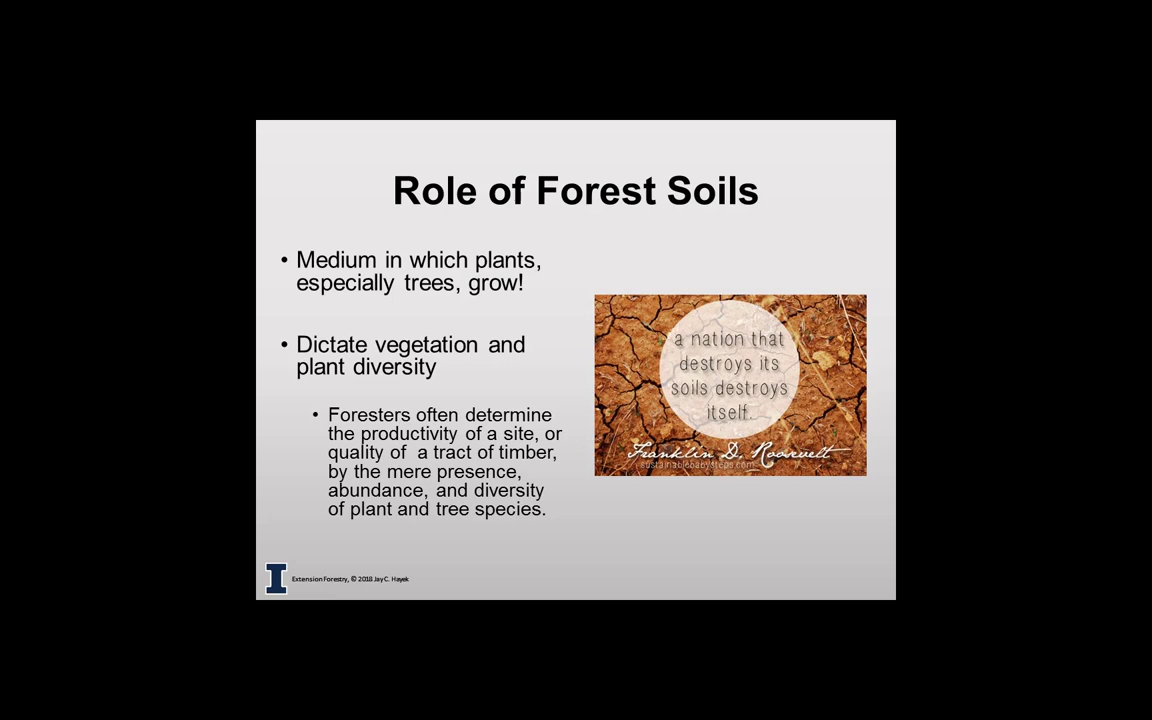 Role of Forest Soils
• Medium in which plants,
especially trees, grow!
• Dictate vegetation and
plant diversity
• Foresters often determine
the productivity of a site, or
quality of a tract of timber,
by the mere presence,
abundance, and diversity
of plant and tree species.
a nation that
destroys its
soils destroys
itself.
Franklin D. Roosevelt
sustainablebabysteps.com
I
Extension Forestry, © 2018 Jay C. Hayek